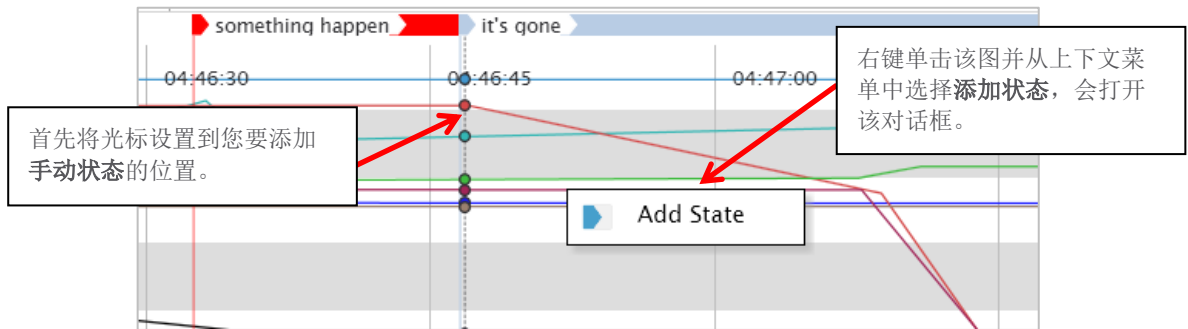 something happen
it's gone
04:46:30
04:46:45
04:47:00
右键单击该图并从上下文菜
单中选择添加状态，会打开
该对话框。
首先将光标设置到您要添加
手动状态的位置。
Add State